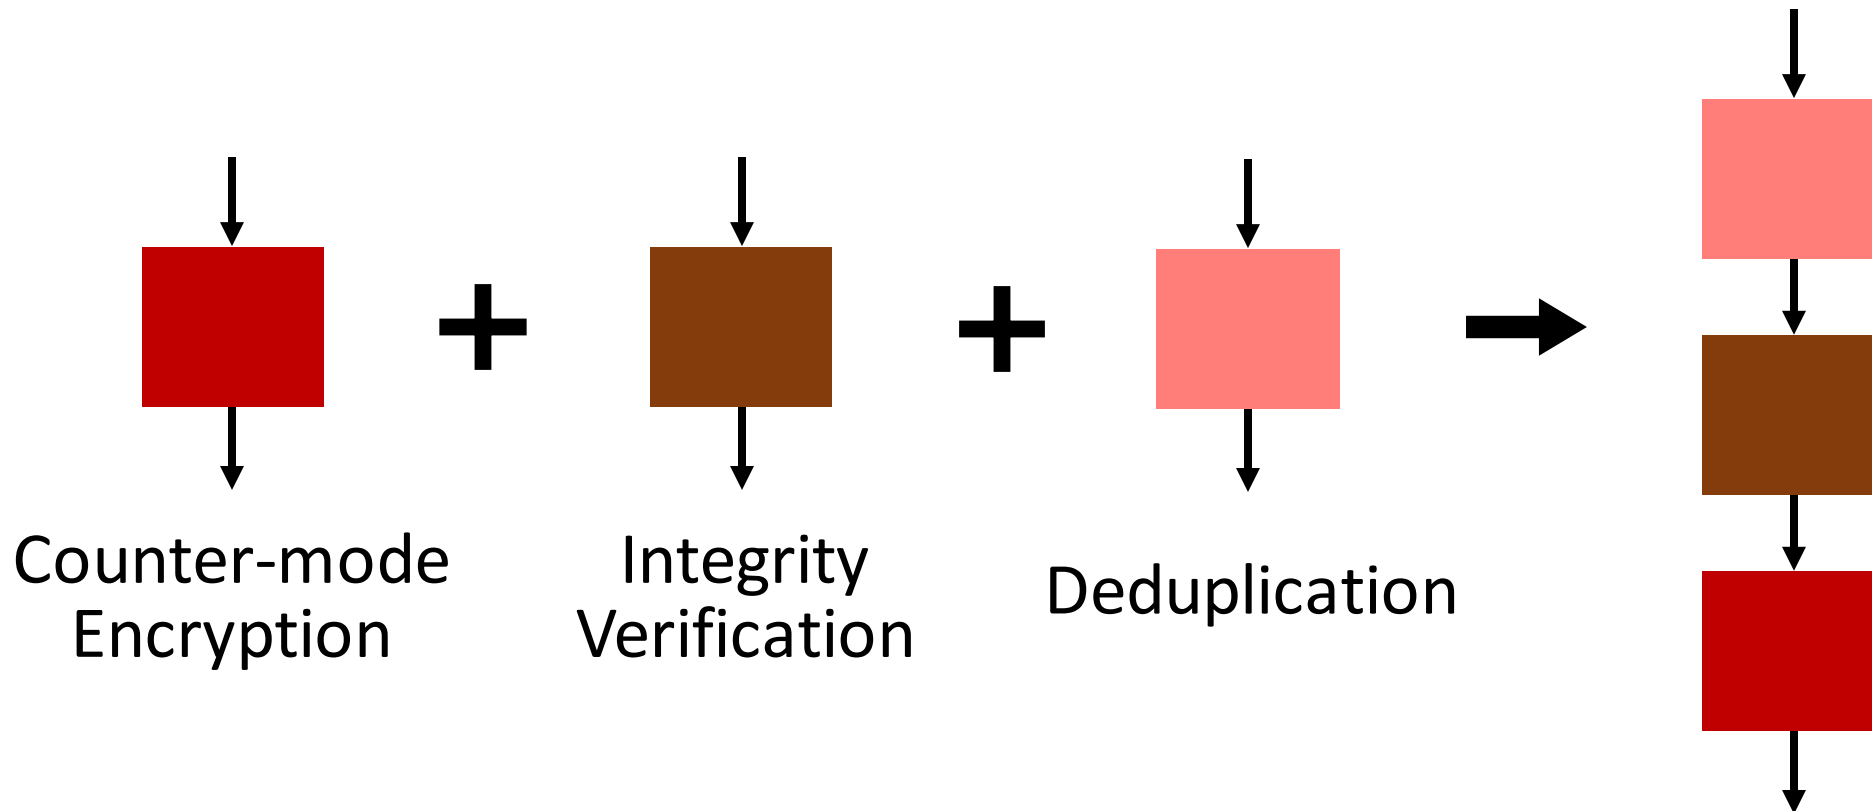 Counter-mode
Encryption
Integrity
Verification
Deduplication